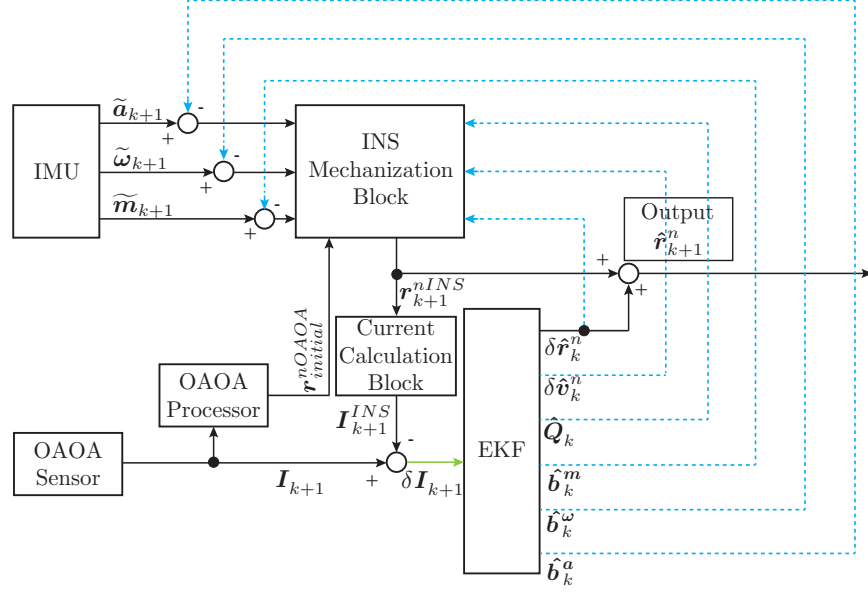 -
ã_{k+1}
+
IMU
ω̃_{k+1}
-
+
m̃_{k+1}
-
+
INS
Mechanization
Block
Output
r̂^n_{k+1}
+
+
r^{nINS}_{k+1}
r^{nOAOA}_{initial}
Current
Calculation
Block
δr̂^n_k
OAOA
Processor
δv̂^n_k
I^{INS}_{k+1}
Q̂_k
-
OAOA
Sensor
EKF
I_{k+1}
+
δI_{k+1}
b̂^m_k
b̂^ω_k
b̂^a_k